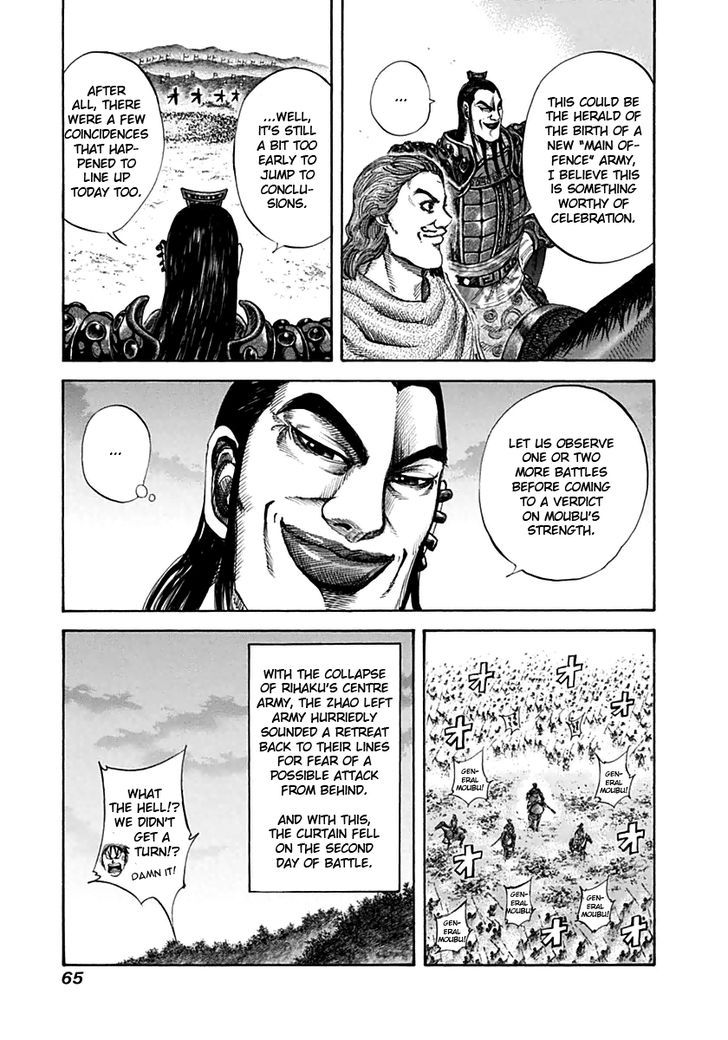 THIS COULD BE
THE HERALD OF
THE BIRTH OF A
NEW "MAIN OF-
FENCE" ARMY,
I BELIEVE THIS
IS SOMETHING
WORTHY OF
CELEBRATION.
...
...WELL,
IT'S STILL
A BIT TOO
EARLY TO
JUMP TO
CONCLU-
SIONS.
AFTER
ALL, THERE
WERE A FEW
COINCIDENCES
THAT HAP-
PENED TO
LINE UP
TODAY TOO.
オオオオ
LET US OBSERVE
ONE OR TWO
MORE BATTLES
BEFORE COMING
TO A VERDICT
ON MOUBU'S
STRENGTH.
...
オ
オ
GEN-
ERAL
MOUBU!
GEN-
ERAL
MOUBU!
オ
オ
GEN-
ERAL
MOUBU!
GEN-
ERAL
MOUBU!
オ
オ
WITH THE COLLAPSE
OF RIHAKU'S CENTRE
ARMY, THE ZHAO LEFT
ARMY HURRIEDLY
SOUNDED A RETREAT
BACK TO THEIR LINES
FOR FEAR OF A
POSSIBLE ATTACK
FROM BEHIND.
AND WITH THIS,
THE CURTAIN FELL
ON THE SECOND
DAY OF BATTLE.
WHAT
THE HELL!?
WE DIDN'T
GET A
TURN!?
DAMN IT!
65